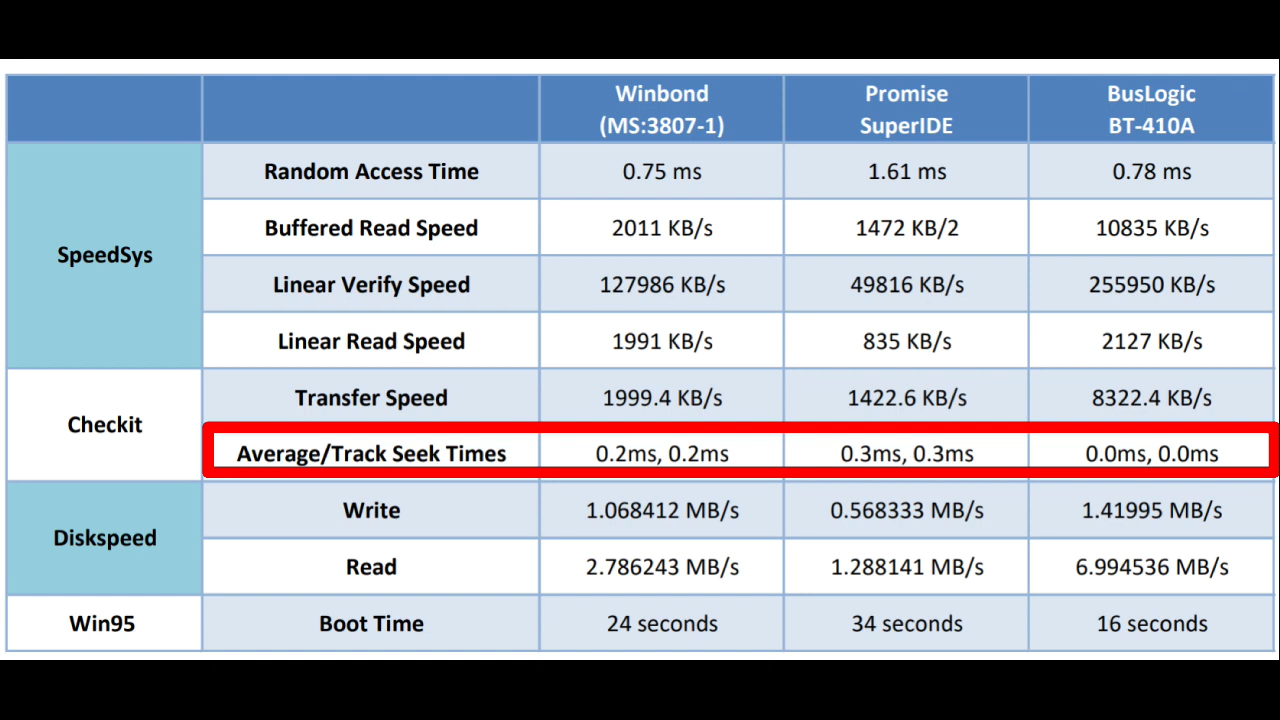 Winbond Promise BusLogic
(MS:3807-1) SuperIDE BT-410A
Random Access Time 0.75 ms 1.61 ms 0.78 ms
Buffered Read Speed 2011 KB/s 1472 KB/2 10835 KB/s
SpeedSys
Linear Verify Speed 127986 KB/s 49816 KB/s 255950 KB/s
Linear Read Speed 1991 KB/s 835 KB/s 2127 KB/s
Transfer Speed 1999.4 KB/s 1422.6 KB/s 8322.4 KB/s
Checkit
Average/Track Seek Times 0.2ms, 0.2ms 0.3ms, 0.3ms 0.0ms, 0.0ms
Write 1.068412 MB/s 0.568333 MB/s 1.41995 MB/s
Diskspeed
Read 2.786243 MB/s 1.288141 MB/s 6.994536 MB/s
Win95 Boot Time 24 seconds 34 seconds 16 seconds